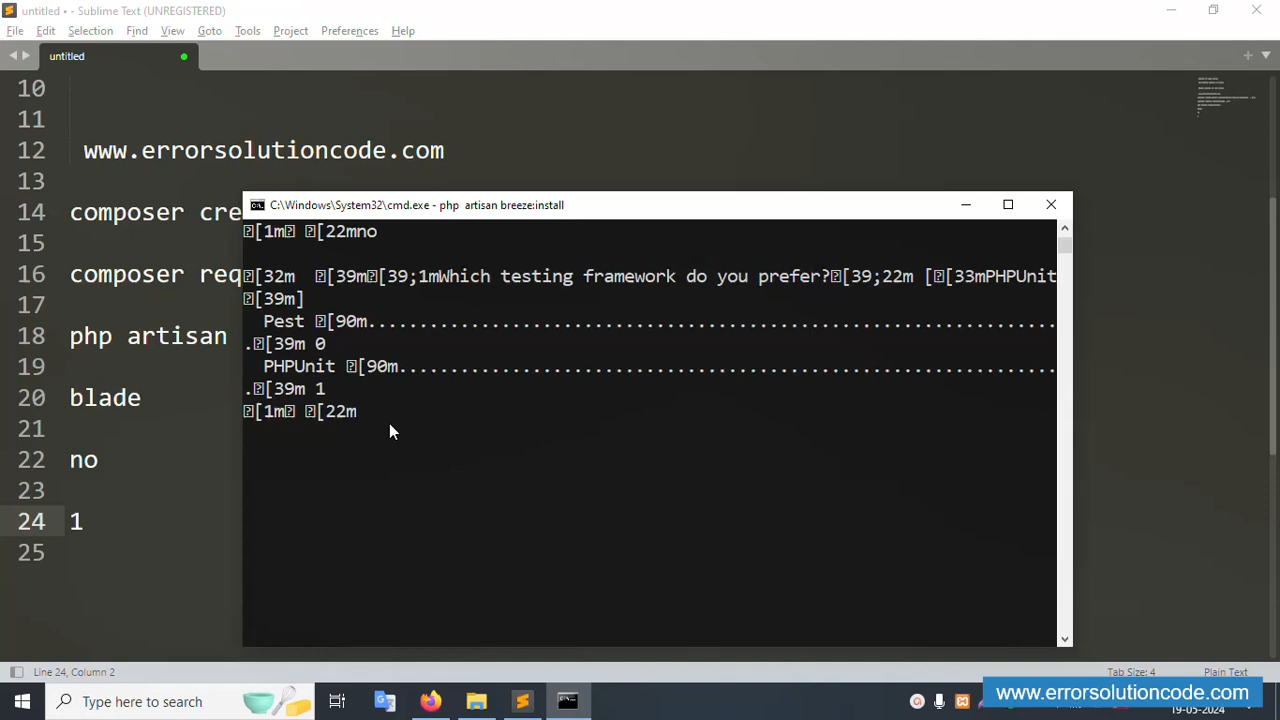 untitled • - Sublime Text (UNREGISTERED)
File Edit Selection Find View Goto Tools Project Preferences Help
untitled
10
11
12 www.errorsolutioncode.com
13
14 composer cre
15
16 composer req
17
18 php artisan
19
20 blade
21
22 no
23
24 1
25
C:\Windows\System32\cmd.exe - php artisan breeze:install
[1m [22mno
[32m [39m[39;1mWhich testing framework do you prefer?[39;22m [[33mPHPUnit
[39m]
Pest [90m......................................................................
.[39m 0
PHPUnit [90m...................................................................
.[39m 1
[1m [22m
Line 24, Column 2
Tab Size: 4
Plain Text
Type here to search
www.errorsolutioncode.com
19-05-2024